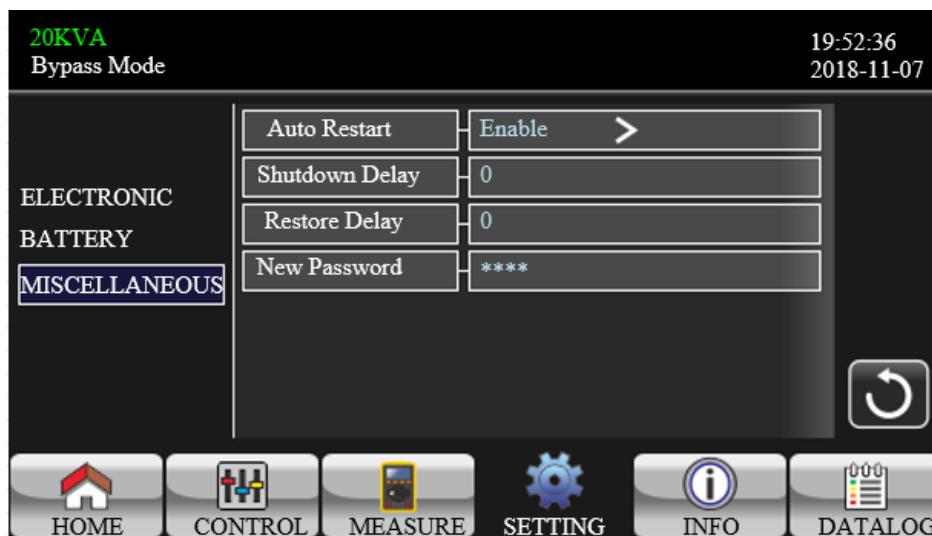 20KVA
Bypass Mode
19:52:36
2018-11-07
ELECTRONIC
BATTERY
MISCELLANEOUS
Auto Restart Enable
Shutdown Delay 0
Restore Delay 0
New Password ****
HOME CONTROL MEASURE SETTING INFO DATALOG